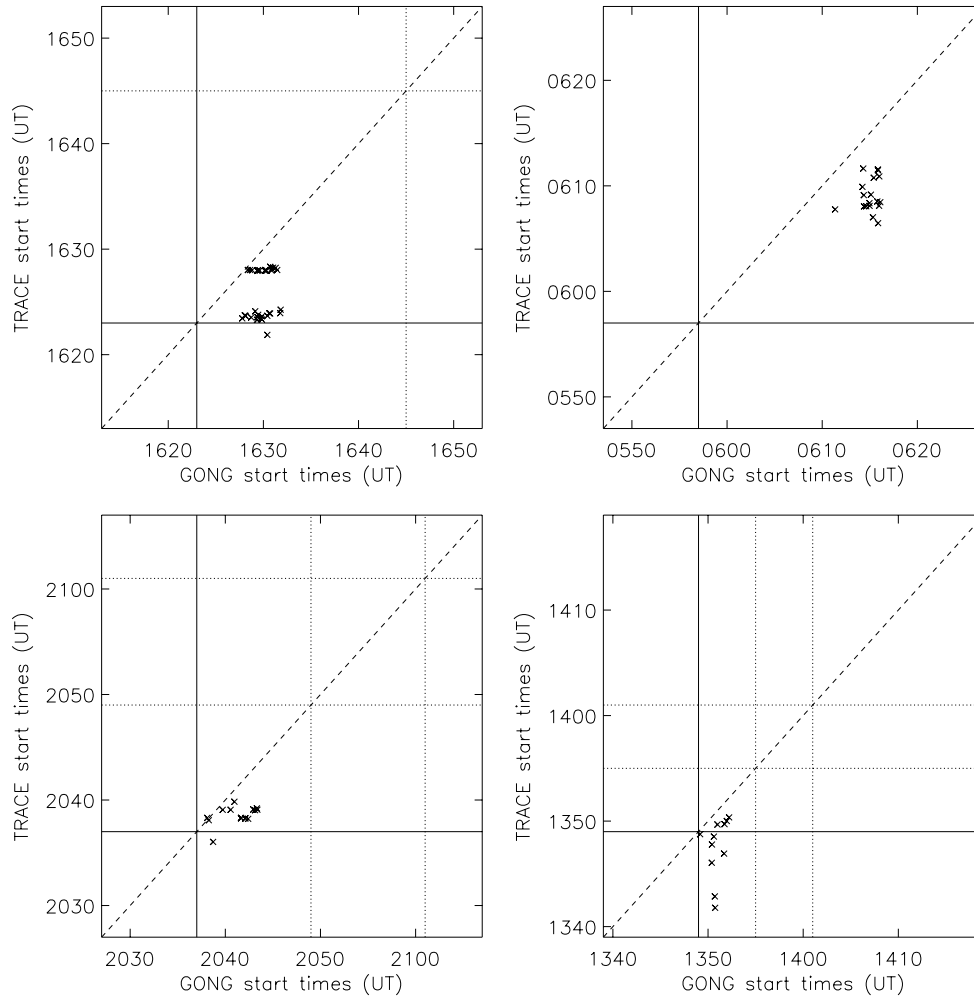 1650
1640
1630
1620
TRACE start times (UT)
1620 1630 1640 1650
GONG start times (UT)
0620
0610
0600
0550
TRACE start times (UT)
0550 0600 0610 0620
GONG start times (UT)
2100
2050
2040
2030
TRACE start times (UT)
2030 2040 2050 2100
GONG start times (UT)
1410
1400
1350
1340
TRACE start times (UT)
1340 1350 1400 1410
GONG start times (UT)